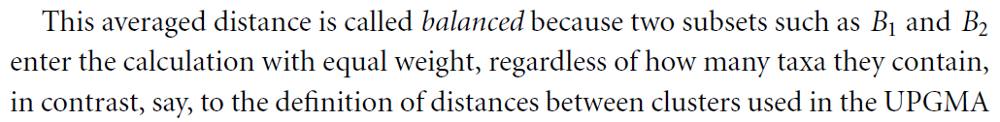 This averaged distance is called balanced because two subsets such as B₁ and B₂
enter the calculation with equal weight, regardless of how many taxa they contain,
in contrast, say, to the definition of distances between clusters used in the UPGMA